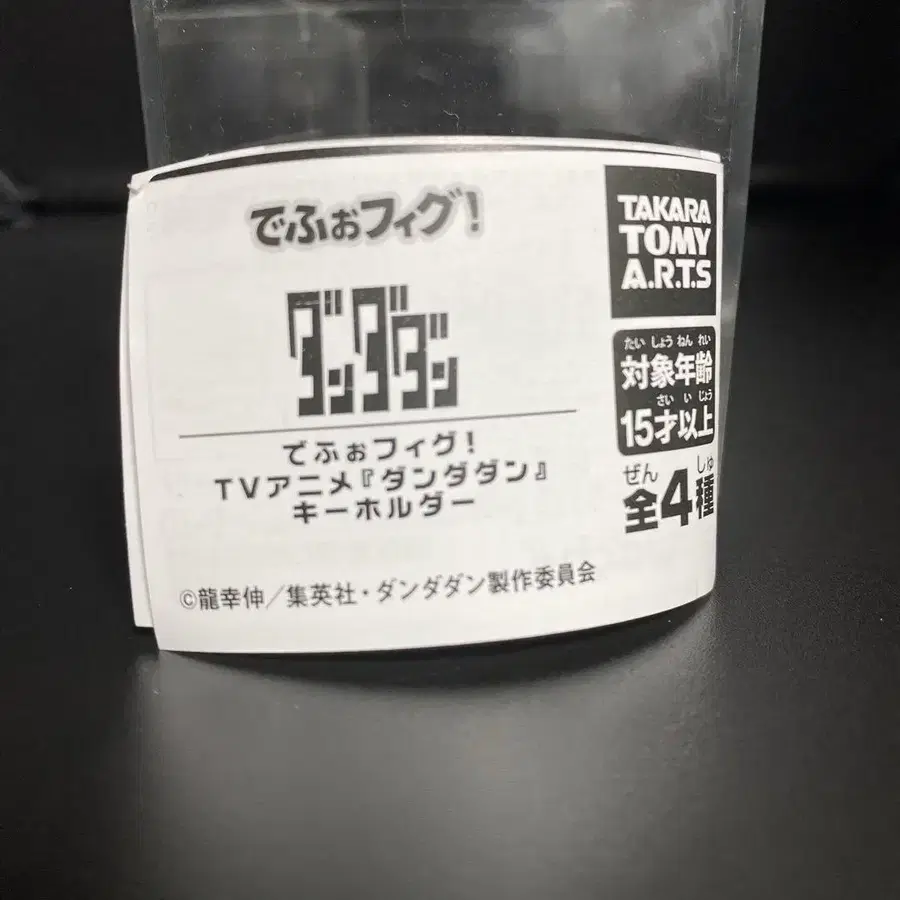 でふぉフィグ!
ダンダダン
でふぉフィグ!
TVアニメ『ダンダダン』
キーホルダー
©龍幸伸/集英社・ダンダダン製作委員会
TAKARA
TOMY
A.R.T.S
たいしょうねんれい
対象年齢
さいいじょう
15才以上
ぜん しゅ
全4種